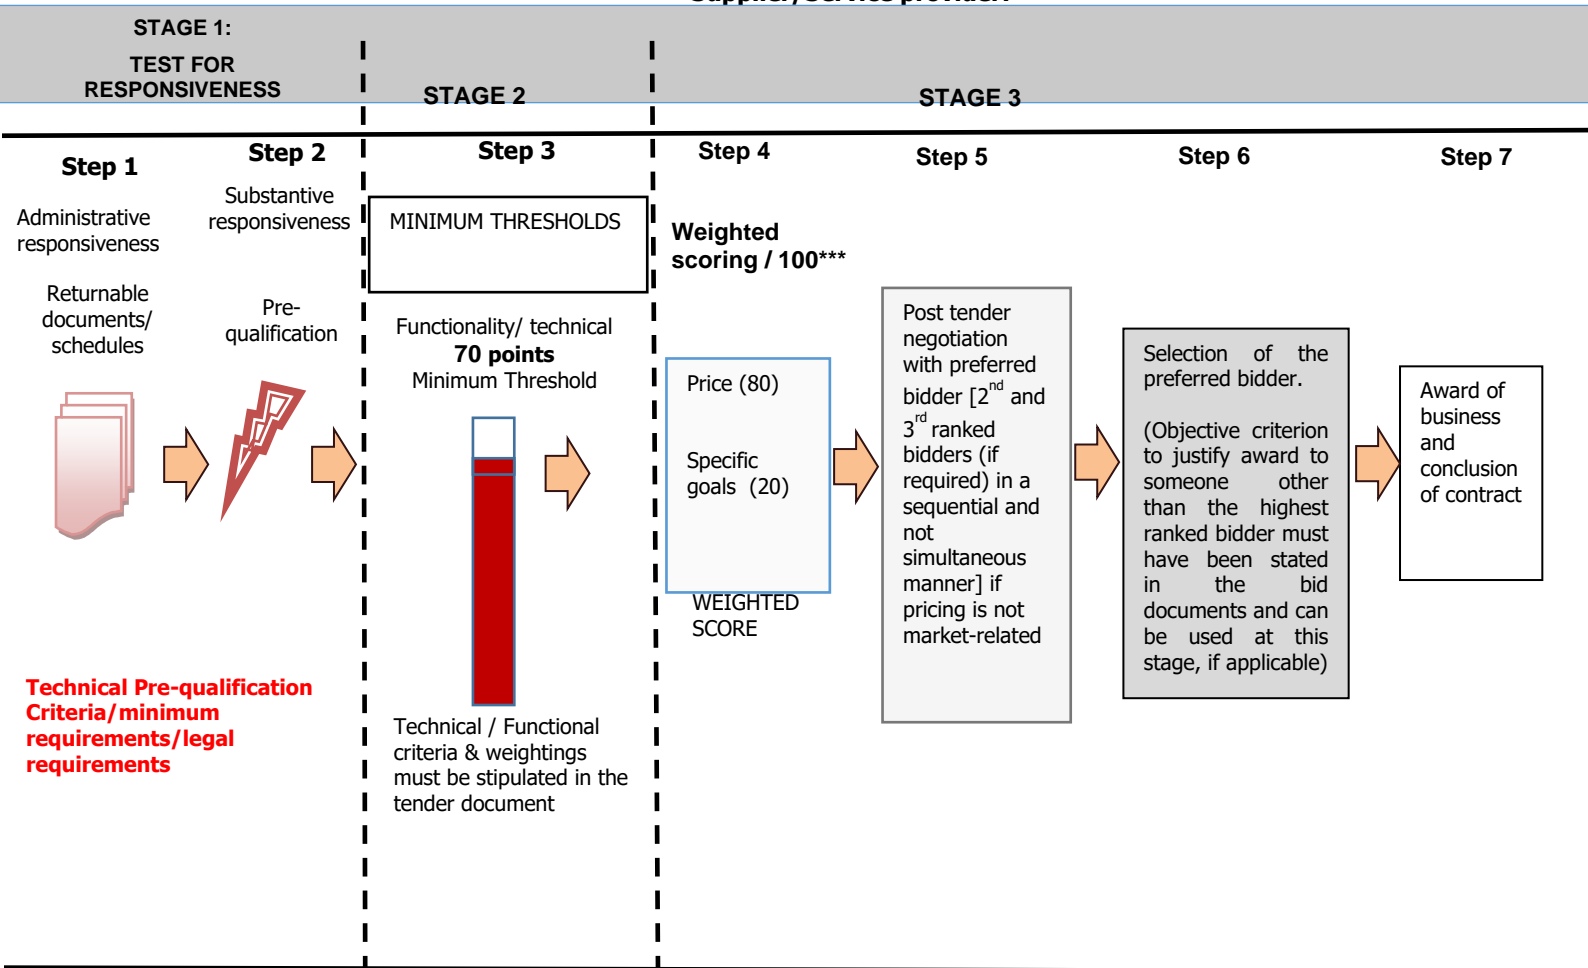 Supplier/Service provider:
STAGE 1:
TEST FOR
RESPONSIVENESS
STAGE 2
STAGE 3
Step 1
Administrative
responsiveness
Returnable
documents/
schedules
Step 2
Substantive
responsiveness
Pre-
qualification
Technical Pre-qualification
Criteria/minimum
requirements/legal
requirements
Step 3
MINIMUM THRESHOLDS
Functionality/ technical
70 points
Minimum Threshold
Technical / Functional
criteria & weightings
must be stipulated in the
tender document
Step 4
Weighted
scoring / 100***
Price (80)
Specific
goals (20)
WEIGHTED
SCORE
Step 5
Post tender
negotiation
with preferred
bidder [2nd and
3rd ranked
bidders (if
required) in a
sequential and
not
simultaneous
manner] if
pricing is not
market-related
Step 6
Selection of the
preferred bidder.
(Objective criterion
to justify award to
someone other
than the highest
ranked bidder must
have been stated
in the bid
documents and can
be used at this
stage, if applicable)
Step 7
Award of
business
and
conclusion
of contract